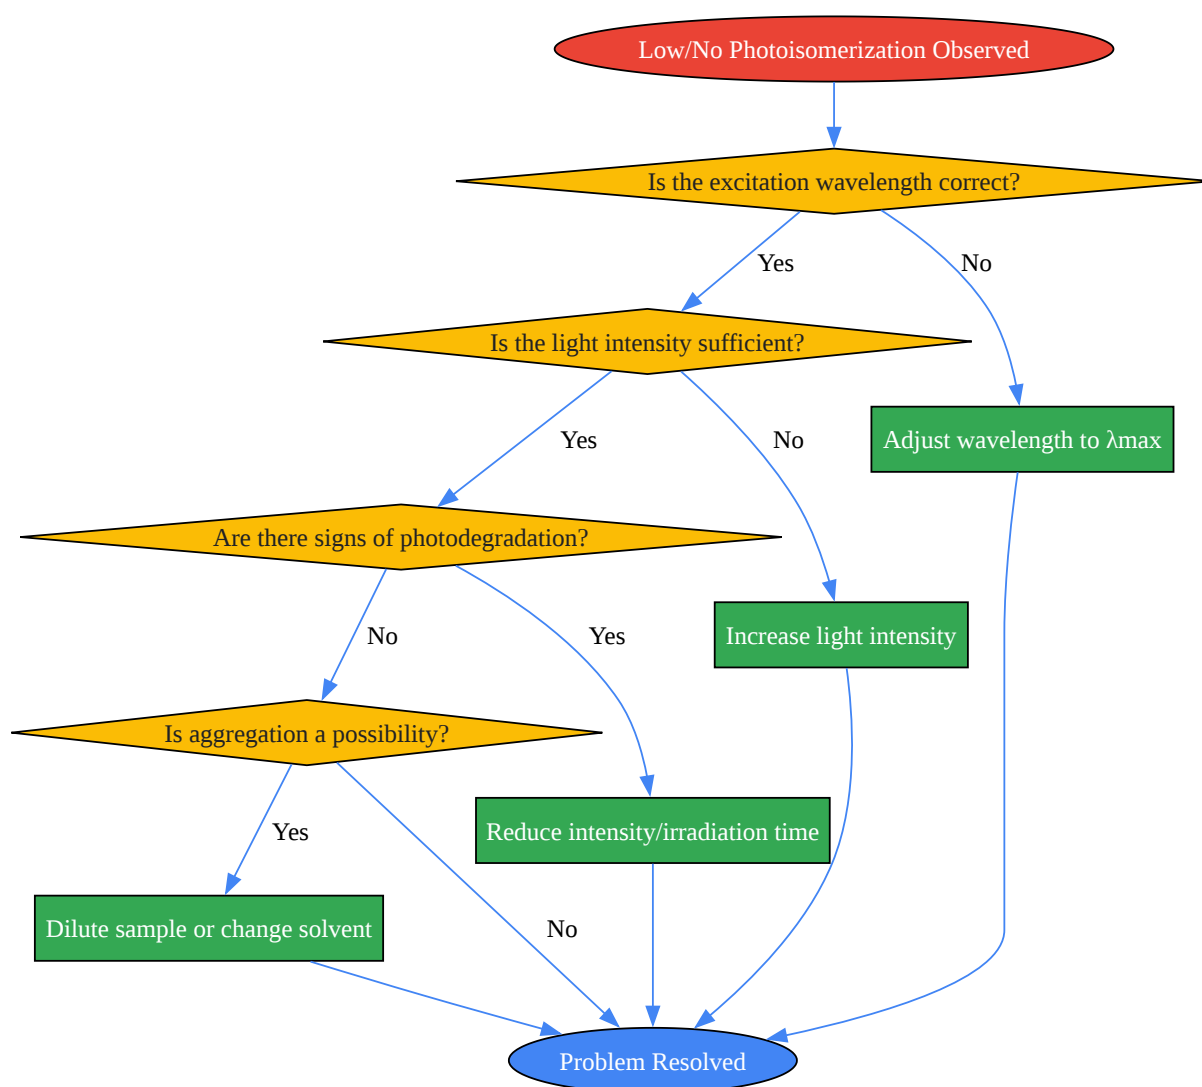 Low/No Photoisomerization Observed
Is the excitation wavelength correct?
Yes
No
Is the light intensity sufficient?
Adjust wavelength to λmax
Yes
No
Are there signs of photodegradation?
Increase light intensity
No
Yes
Is aggregation a possibility?
Reduce intensity/irradiation time
Yes
Dilute sample or change solvent
No
Problem Resolved